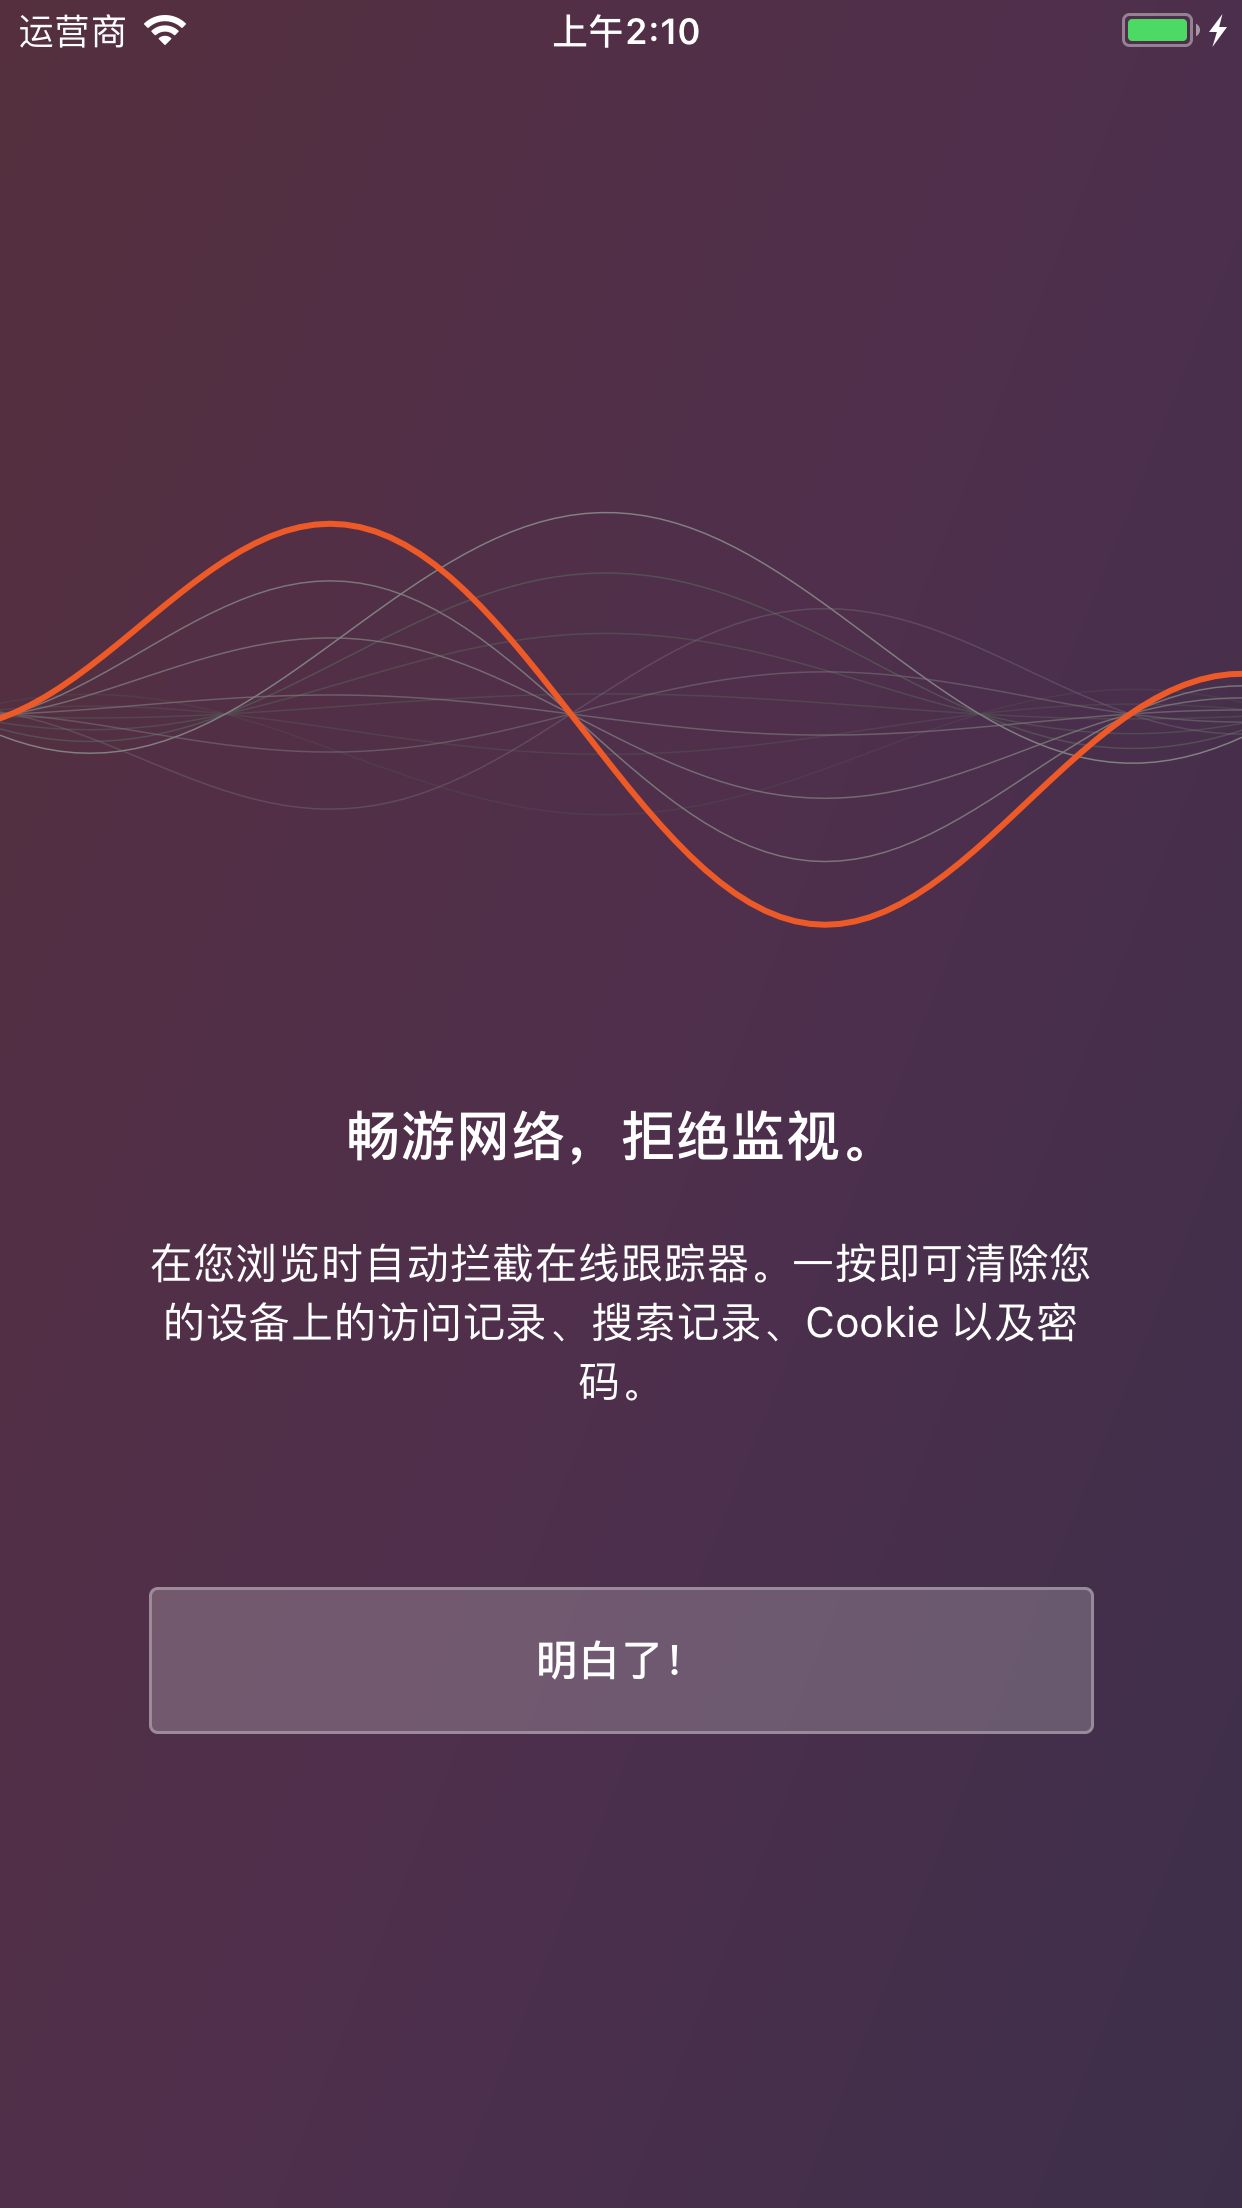 运营商
上午2:10
畅游网络，拒绝监视。
在您浏览时自动拦截在线跟踪器。一按即可清除您
的设备上的访问记录、搜索记录、Cookie 以及密
码。
明白了！